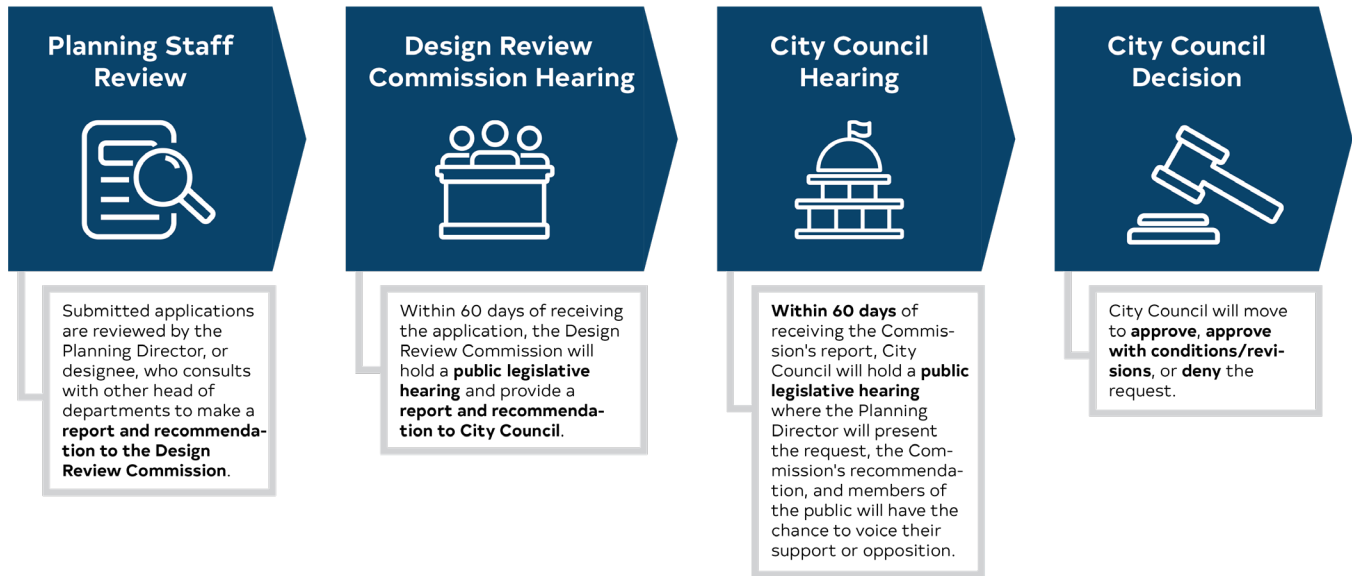 Planning Staff
Review
Submitted applications
are reviewed by the
Planning Director, or
designee, who consults
with other head of
departments to make a
report and recommenda-
tion to the Design
Review Commission.
Design Review
Commission Hearing
Within 60 days of receiving
the application, the Design
Review Commission will
hold a public legislative
hearing and provide a
report and recommenda-
tion to City Council.
City Council
Hearing
Within 60 days of
receiving the Commis-
sion's report, City
Council will hold a public
legislative hearing
where the Planning
Director will present
the request, the Com-
mission's recommenda-
tion, and members of
the public will have the
chance to voice their
support or opposition.
City Council
Decision
City Council will move
to approve, approve
with conditions/revi-
sions, or deny the
request.